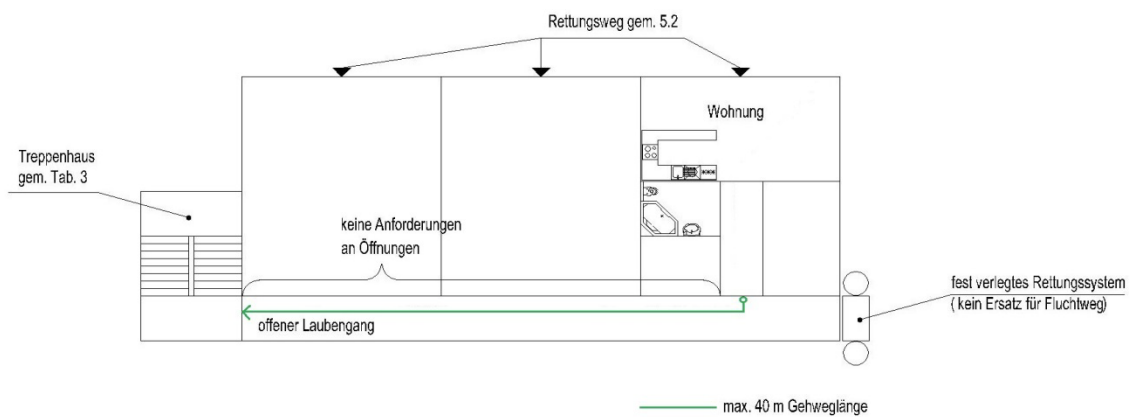 Rettungsweg gem. 5.2
Wohnung
Treppenhaus
gem. Tab. 3
keine Anforderungen
an Öffnungen
fest verlegtes Rettungssystem
( kein Ersatz für Fluchtweg)
offener Laubengang
max. 40 m Gehweglänge